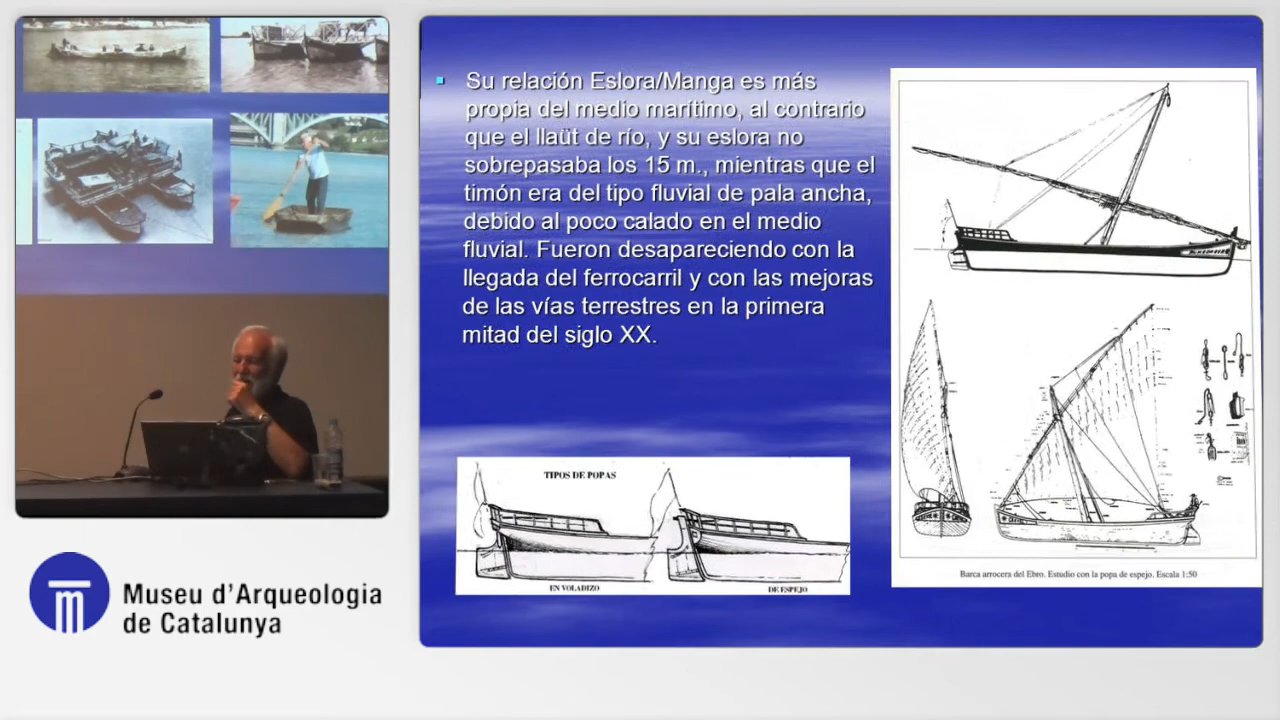 Su relación Eslora/Manga es más
propia del medio marítimo, al contrario
que el llaüt de río, y su eslora no
sobrepasaba los 15 m., mientras que el
timón era del tipo fluvial de pala ancha,
debido al poco calado en el medio
fluvial. Fueron desapareciendo con la
llegada del ferrocarril y con las mejoras
de las vías terrestres en la primera
mitad del siglo XX.
TIPOS DE POPAS
EN VOLADIZO
DE ESPEJO
Barca arrocera del Ebro. Estudio con la popa de espejo. Escala 1:50
Museu d'Arqueologia
de Catalunya